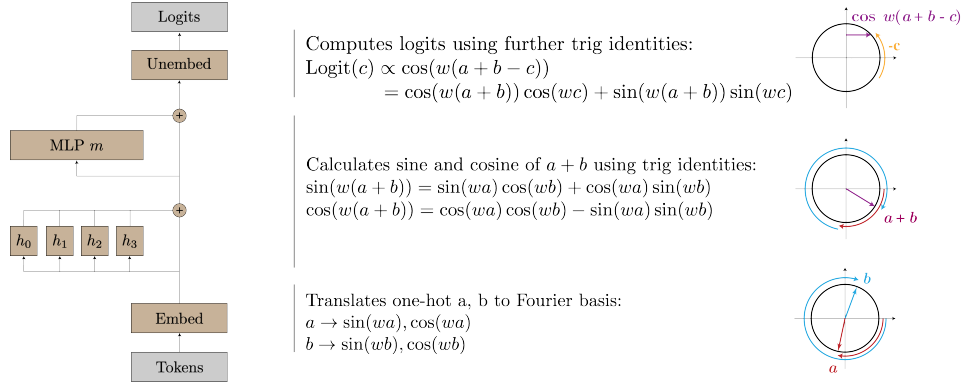 Logits
Unembed
+
MLP m
+
h₀ h₁ h₂ h₃
Embed
Tokens
Computes logits using further trig identities:
Logit(c) ∝ cos(w(a + b − c))
= cos(w(a + b)) cos(wc) + sin(w(a + b)) sin(wc)
Calculates sine and cosine of a + b using trig identities:
sin(w(a + b)) = sin(wa) cos(wb) + cos(wa) sin(wb)
cos(w(a + b)) = cos(wa) cos(wb) − sin(wa) sin(wb)
Translates one-hot a, b to Fourier basis:
a → sin(wa), cos(wa)
b → sin(wb), cos(wb)
cos w(a + b - c)
-c
a + b
b
a